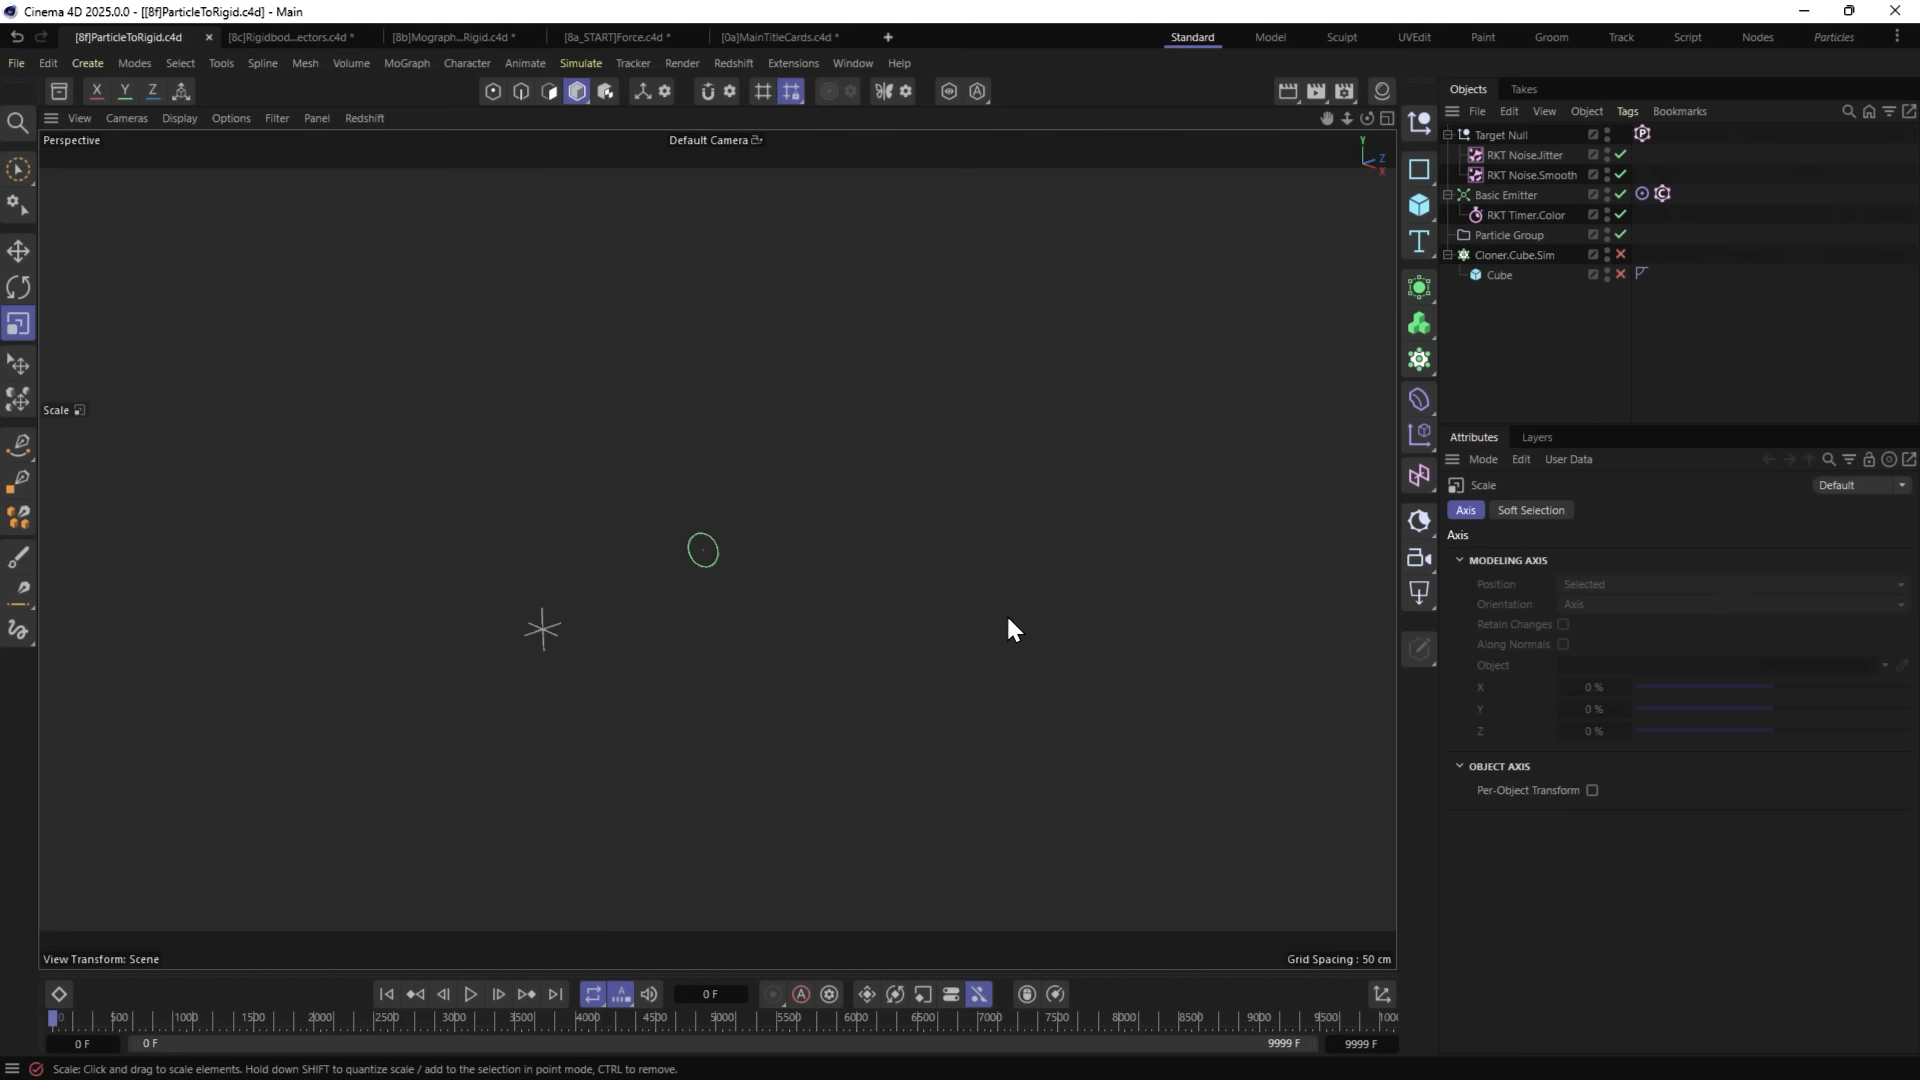 Cinema 4D 2025.0.0 - [[8f]ParticleToRigid.c4d] - Main
[8f]ParticleToRigid.c4d
[8c]Rigidbod...ectors.c4d *
[8b]Mograph...Rigid.c4d *
[8a_START]Force.c4d *
[0a]MainTitleCards.c4d *
Standard
Model
Sculpt
UVEdit
Paint
Groom
Track
Script
Nodes
Particles
File
Edit
Create
Modes
Select
Tools
Spline
Mesh
Volume
MoGraph
Character
Animate
Simulate
Tracker
Render
Redshift
Extensions
Window
Help
X
Y
Z
View
Cameras
Display
Options
Filter
Panel
Redshift
Perspective
Default Camera
Y
Z
X
Scale
View Transform: Scene
Grid Spacing : 50 cm
Objects
Takes
File
Edit
View
Object
Tags
Bookmarks
Target Null
RKT Noise.Jitter
RKT Noise.Smooth
Basic Emitter
RKT Timer.Color
Particle Group
Cloner.Cube.Sim
Cube
Attributes
Layers
Mode
Edit
User Data
Scale
Default
Axis
Soft Selection
Axis
MODELING AXIS
Position
Selected
Orientation
Axis
Retain Changes
Along Normals
Object
X
0 %
Y
0 %
Z
0 %
OBJECT AXIS
Per-Object Transform
0 F
0
500
1000
1500
2000
2500
3000
3500
4000
4500
5000
5500
6000
6500
7000
7500
8000
8500
9000
9500
1000
0 F
0 F
9999 F
9999 F
Scale: Click and drag to scale elements. Hold down SHIFT to quantize scale / add to the selection in point mode, CTRL to remove.